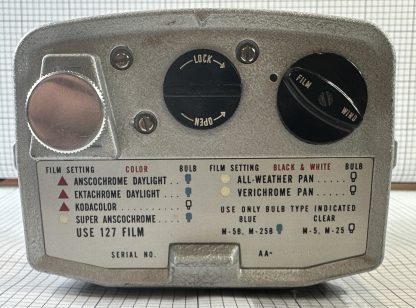 LOCK
OPEN
FILM WIND
FILM SETTING COLOR BULB
ANSCOCHROME DAYLIGHT...
EKTACHROME DAYLIGHT...
KODACOLOR............
SUPER ANSCOCHROME....
USE 127 FILM
SERIAL NO.
FILM SETTING BLACK & WHITE BULB
ALL-WEATHER PAN.....
VERICHROME PAN.....
USE ONLY BULB TYPE INDICATED
BLUE CLEAR
M-5B, M-25B M-5, M-25
AA-